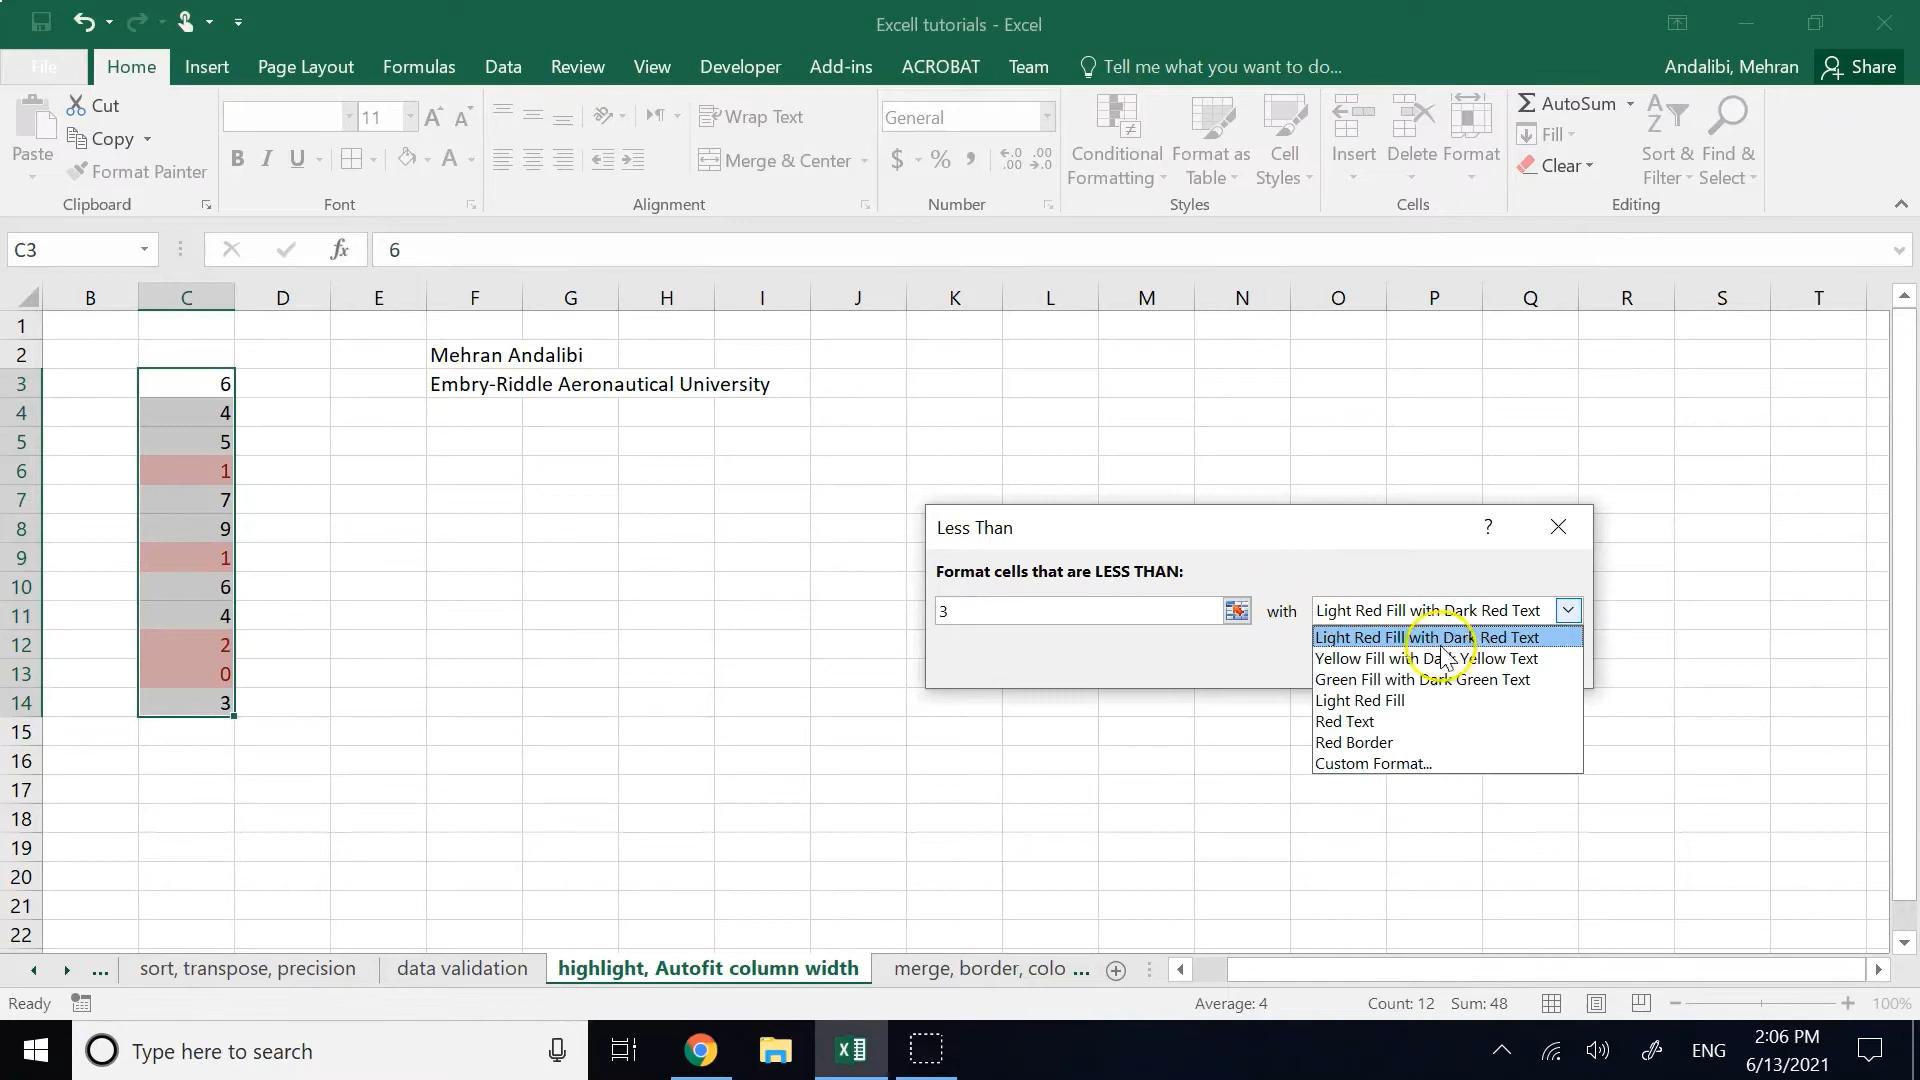 Excell tutorials - Excel
File Home Insert Page Layout Formulas Data Review View Developer Add-ins ACROBAT Team Tell me what you want to do... Andalibi, Mehran Share
Paste
Cut
Copy
Format Painter
Clipboard
11 A A
B I U A
Font
Wrap Text
Merge & Center
Alignment
General
$ % , .0 .00 .00 .0
Number
Conditional Formatting
Format as Table
Cell Styles
Styles
Insert Delete Format
Cells
AutoSum
Fill
Clear
Sort & Filter
Find & Select
Editing
C3 fx 6
B C D E F G H I J K L M N O P Q R S T
1
2 Mehran Andalibi
3 6 Embry-Riddle Aeronautical University
4 4
5 5
6 1
7 7
8 9
9 1
10 6
11 4
12 2
13 0
14 3
15
16
17
18
19
20
21
22
Less Than ?
Format cells that are LESS THAN:
3 with Light Red Fill with Dark Red Text
Light Red Fill with Dark Red Text
Yellow Fill with Dark Yellow Text
Green Fill with Dark Green Text
Light Red Fill
Red Text
Red Border
Custom Format...
... sort, transpose, precision data validation highlight, Autofit column width merge, border, colo ...
Ready Average: 4 Count: 12 Sum: 48 100%
Type here to search ENG 2:06 PM
6/13/2021